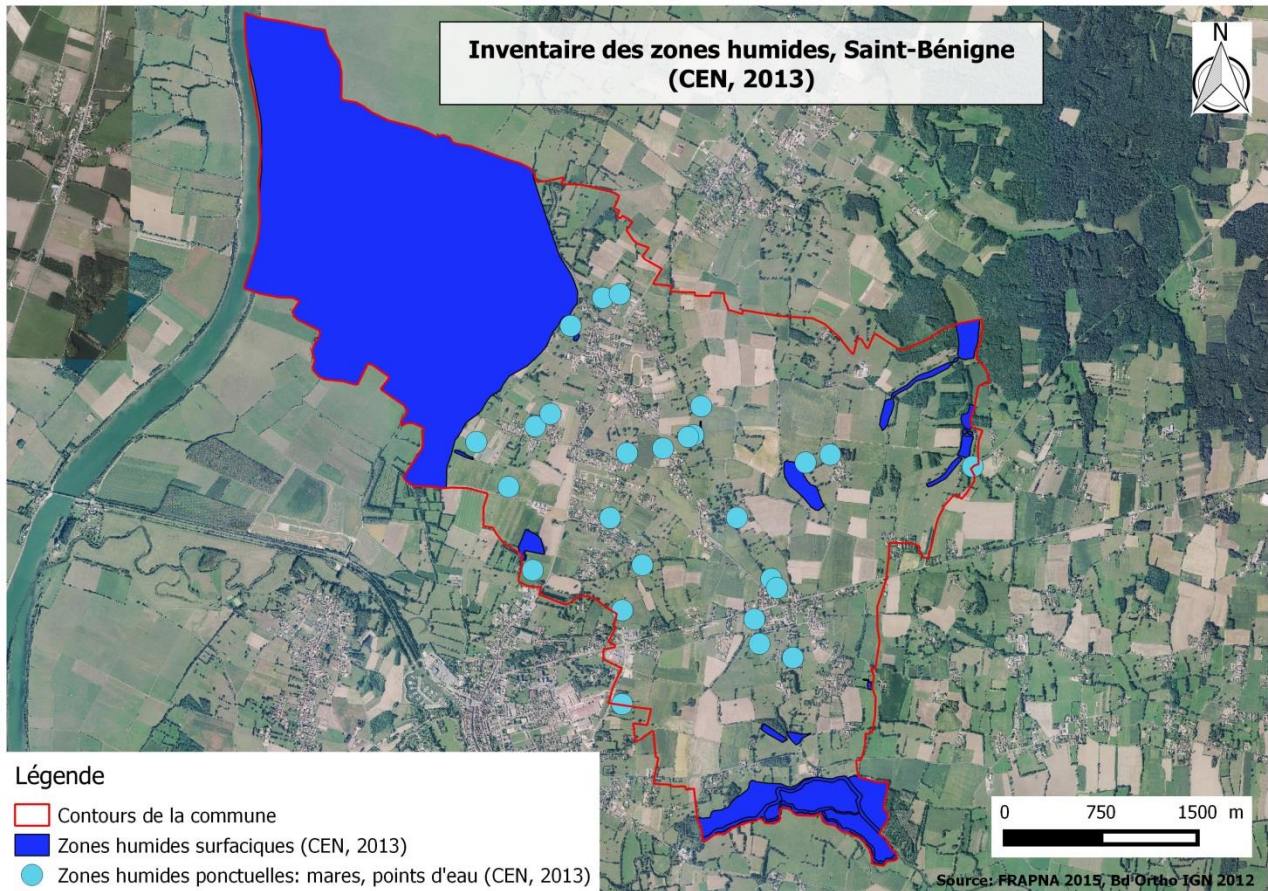 Inventaire des zones humides, Saint-Bénigne
(CEN, 2013)
N
Légende
Contours de la commune
Zones humides surfaciques (CEN, 2013)
Zones humides ponctuelles: mares, points d'eau (CEN, 2013)
0 750 1500 m
Source: FRAPNA 2015, Bd Ortho IGN 2012